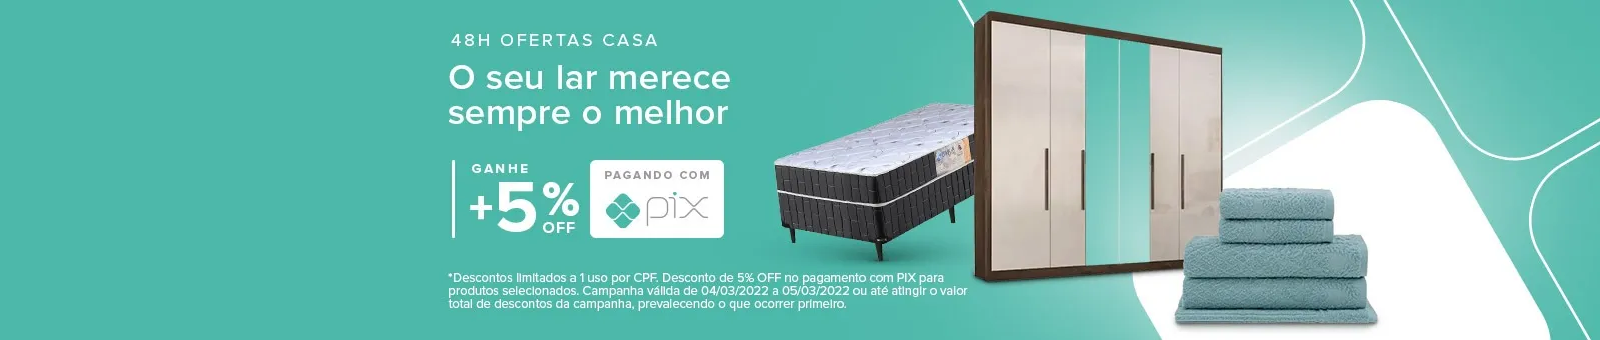 48H OFERTAS CASA
O seu lar merece
sempre o melhor
GANHE
+5%
OFF
PAGANDO COM
pix
*Descontos limitados a 1 uso por CPF. Desconto de 5% OFF no pagamento com PIX para
produtos selecionados. Campanha válida de 04/03/2022 a 05/03/2022 ou até atingir o valor
total de descontos da campanha, prevalecendo o que ocorrer primeiro.